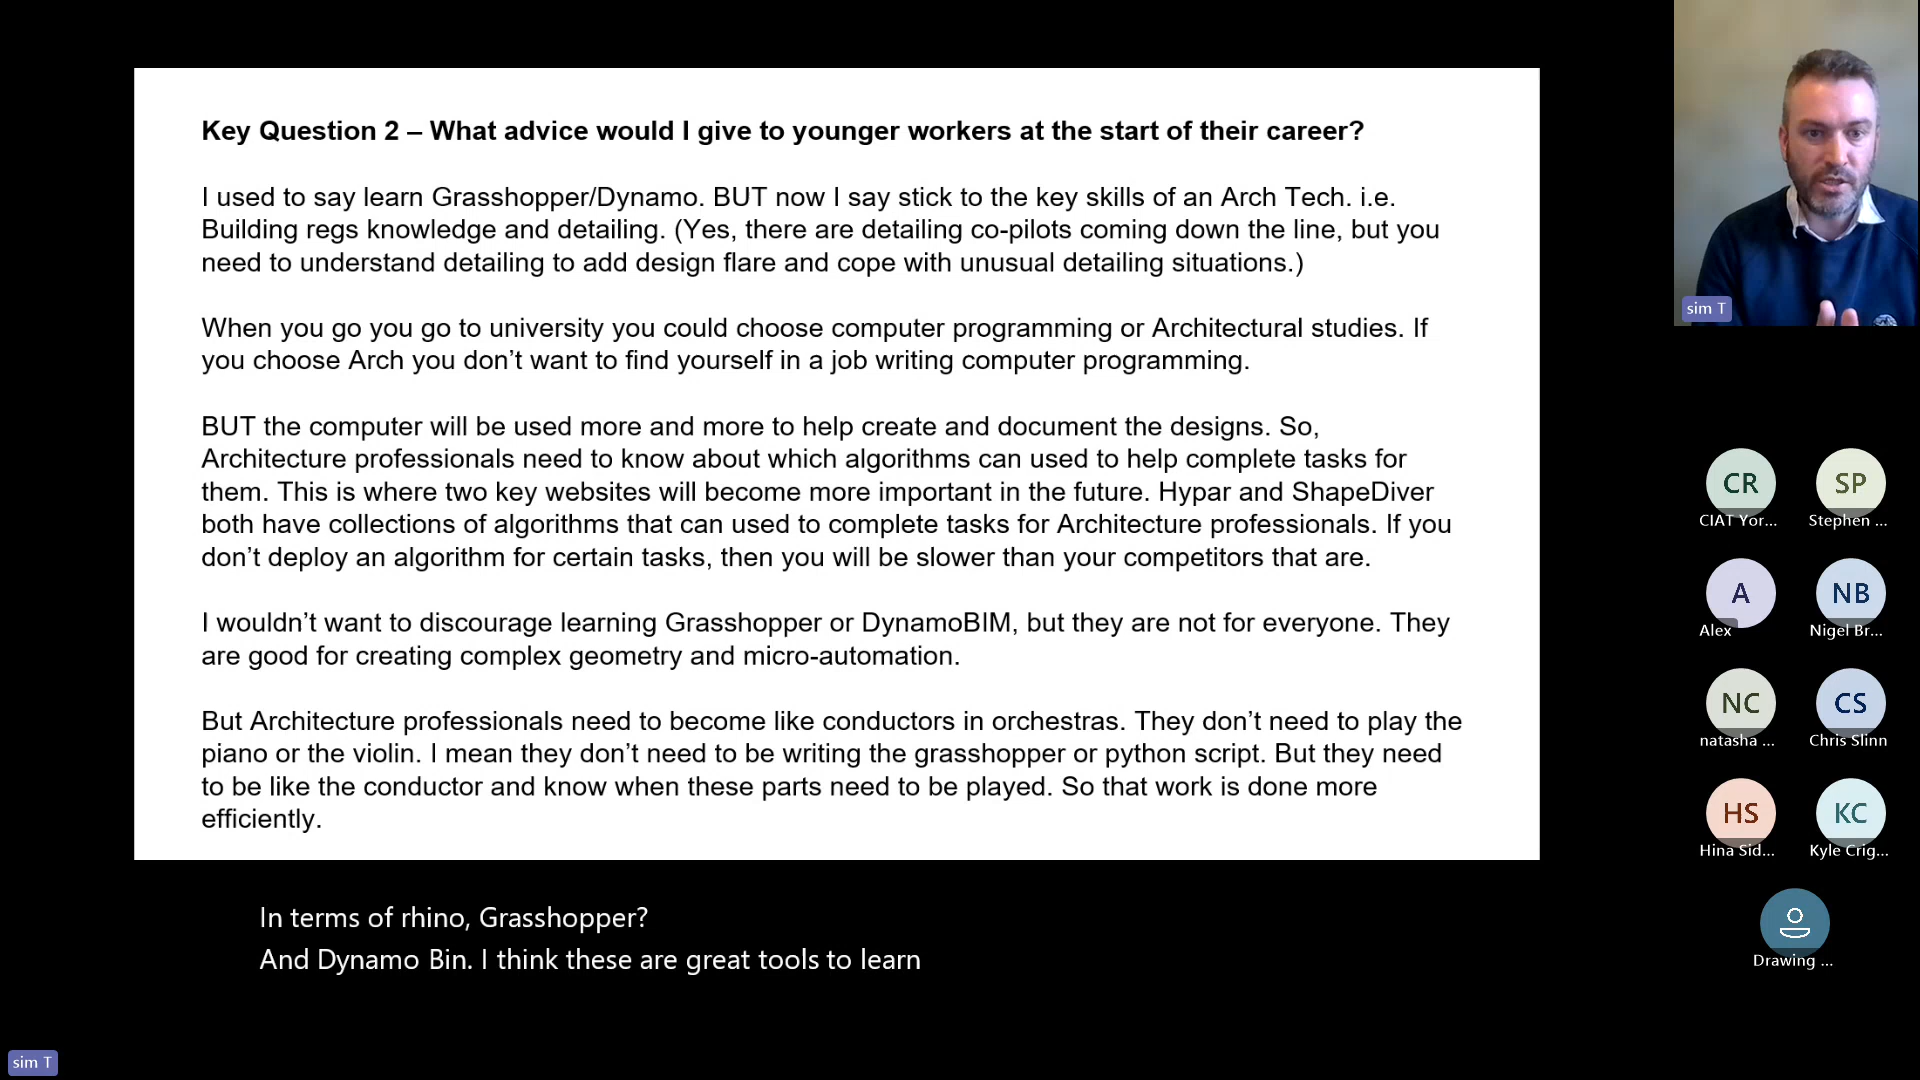 Key Question 2 – What advice would I give to younger workers at the start of their career?
I used to say learn Grasshopper/Dynamo. BUT now I say stick to the key skills of an Arch Tech. i.e.
Building regs knowledge and detailing. (Yes, there are detailing co-pilots coming down the line, but you
need to understand detailing to add design flare and cope with unusual detailing situations.)
When you go you go to university you could choose computer programming or Architectural studies. If
you choose Arch you don’t want to find yourself in a job writing computer programming.
BUT the computer will be used more and more to help create and document the designs. So,
Architecture professionals need to know about which algorithms can used to help complete tasks for
them. This is where two key websites will become more important in the future. Hypar and ShapeDiver
both have collections of algorithms that can used to complete tasks for Architecture professionals. If you
don’t deploy an algorithm for certain tasks, then you will be slower than your competitors that are.
I wouldn’t want to discourage learning Grasshopper or DynamoBIM, but they are not for everyone. They
are good for creating complex geometry and micro-automation.
But Architecture professionals need to become like conductors in orchestras. They don’t need to play the
piano or the violin. I mean they don’t need to be writing the grasshopper or python script. But they need
to be like the conductor and know when these parts need to be played. So that work is done more
efficiently.
In terms of rhino, Grasshopper?
And Dynamo Bin. I think these are great tools to learn
sim T
sim T
CR
CIAT Yor...
SP
Stephen ...
A
Alex
NB
Nigel Br...
NC
natasha ...
CS
Chris Slinn
HS
Hina Sid...
KC
Kyle Crig...
Drawing ...